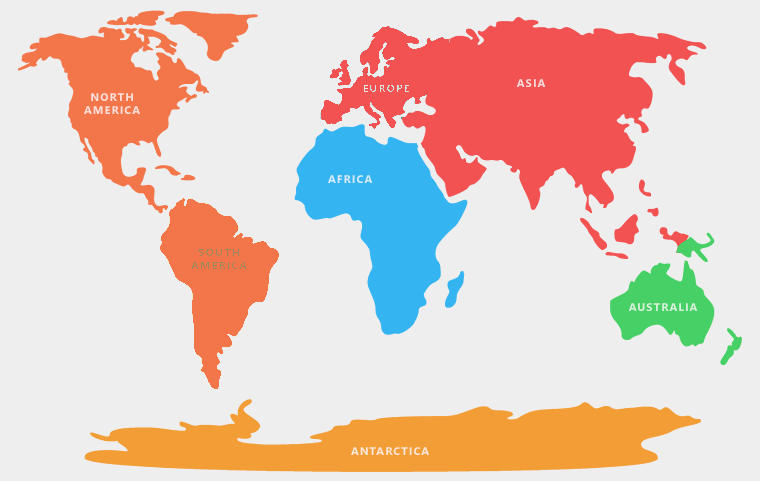 NORTH
AMERICA
EUROPE
ASIA
AFRICA
SOUTH
AMERICA
AUSTRALIA
ANTARCTICA